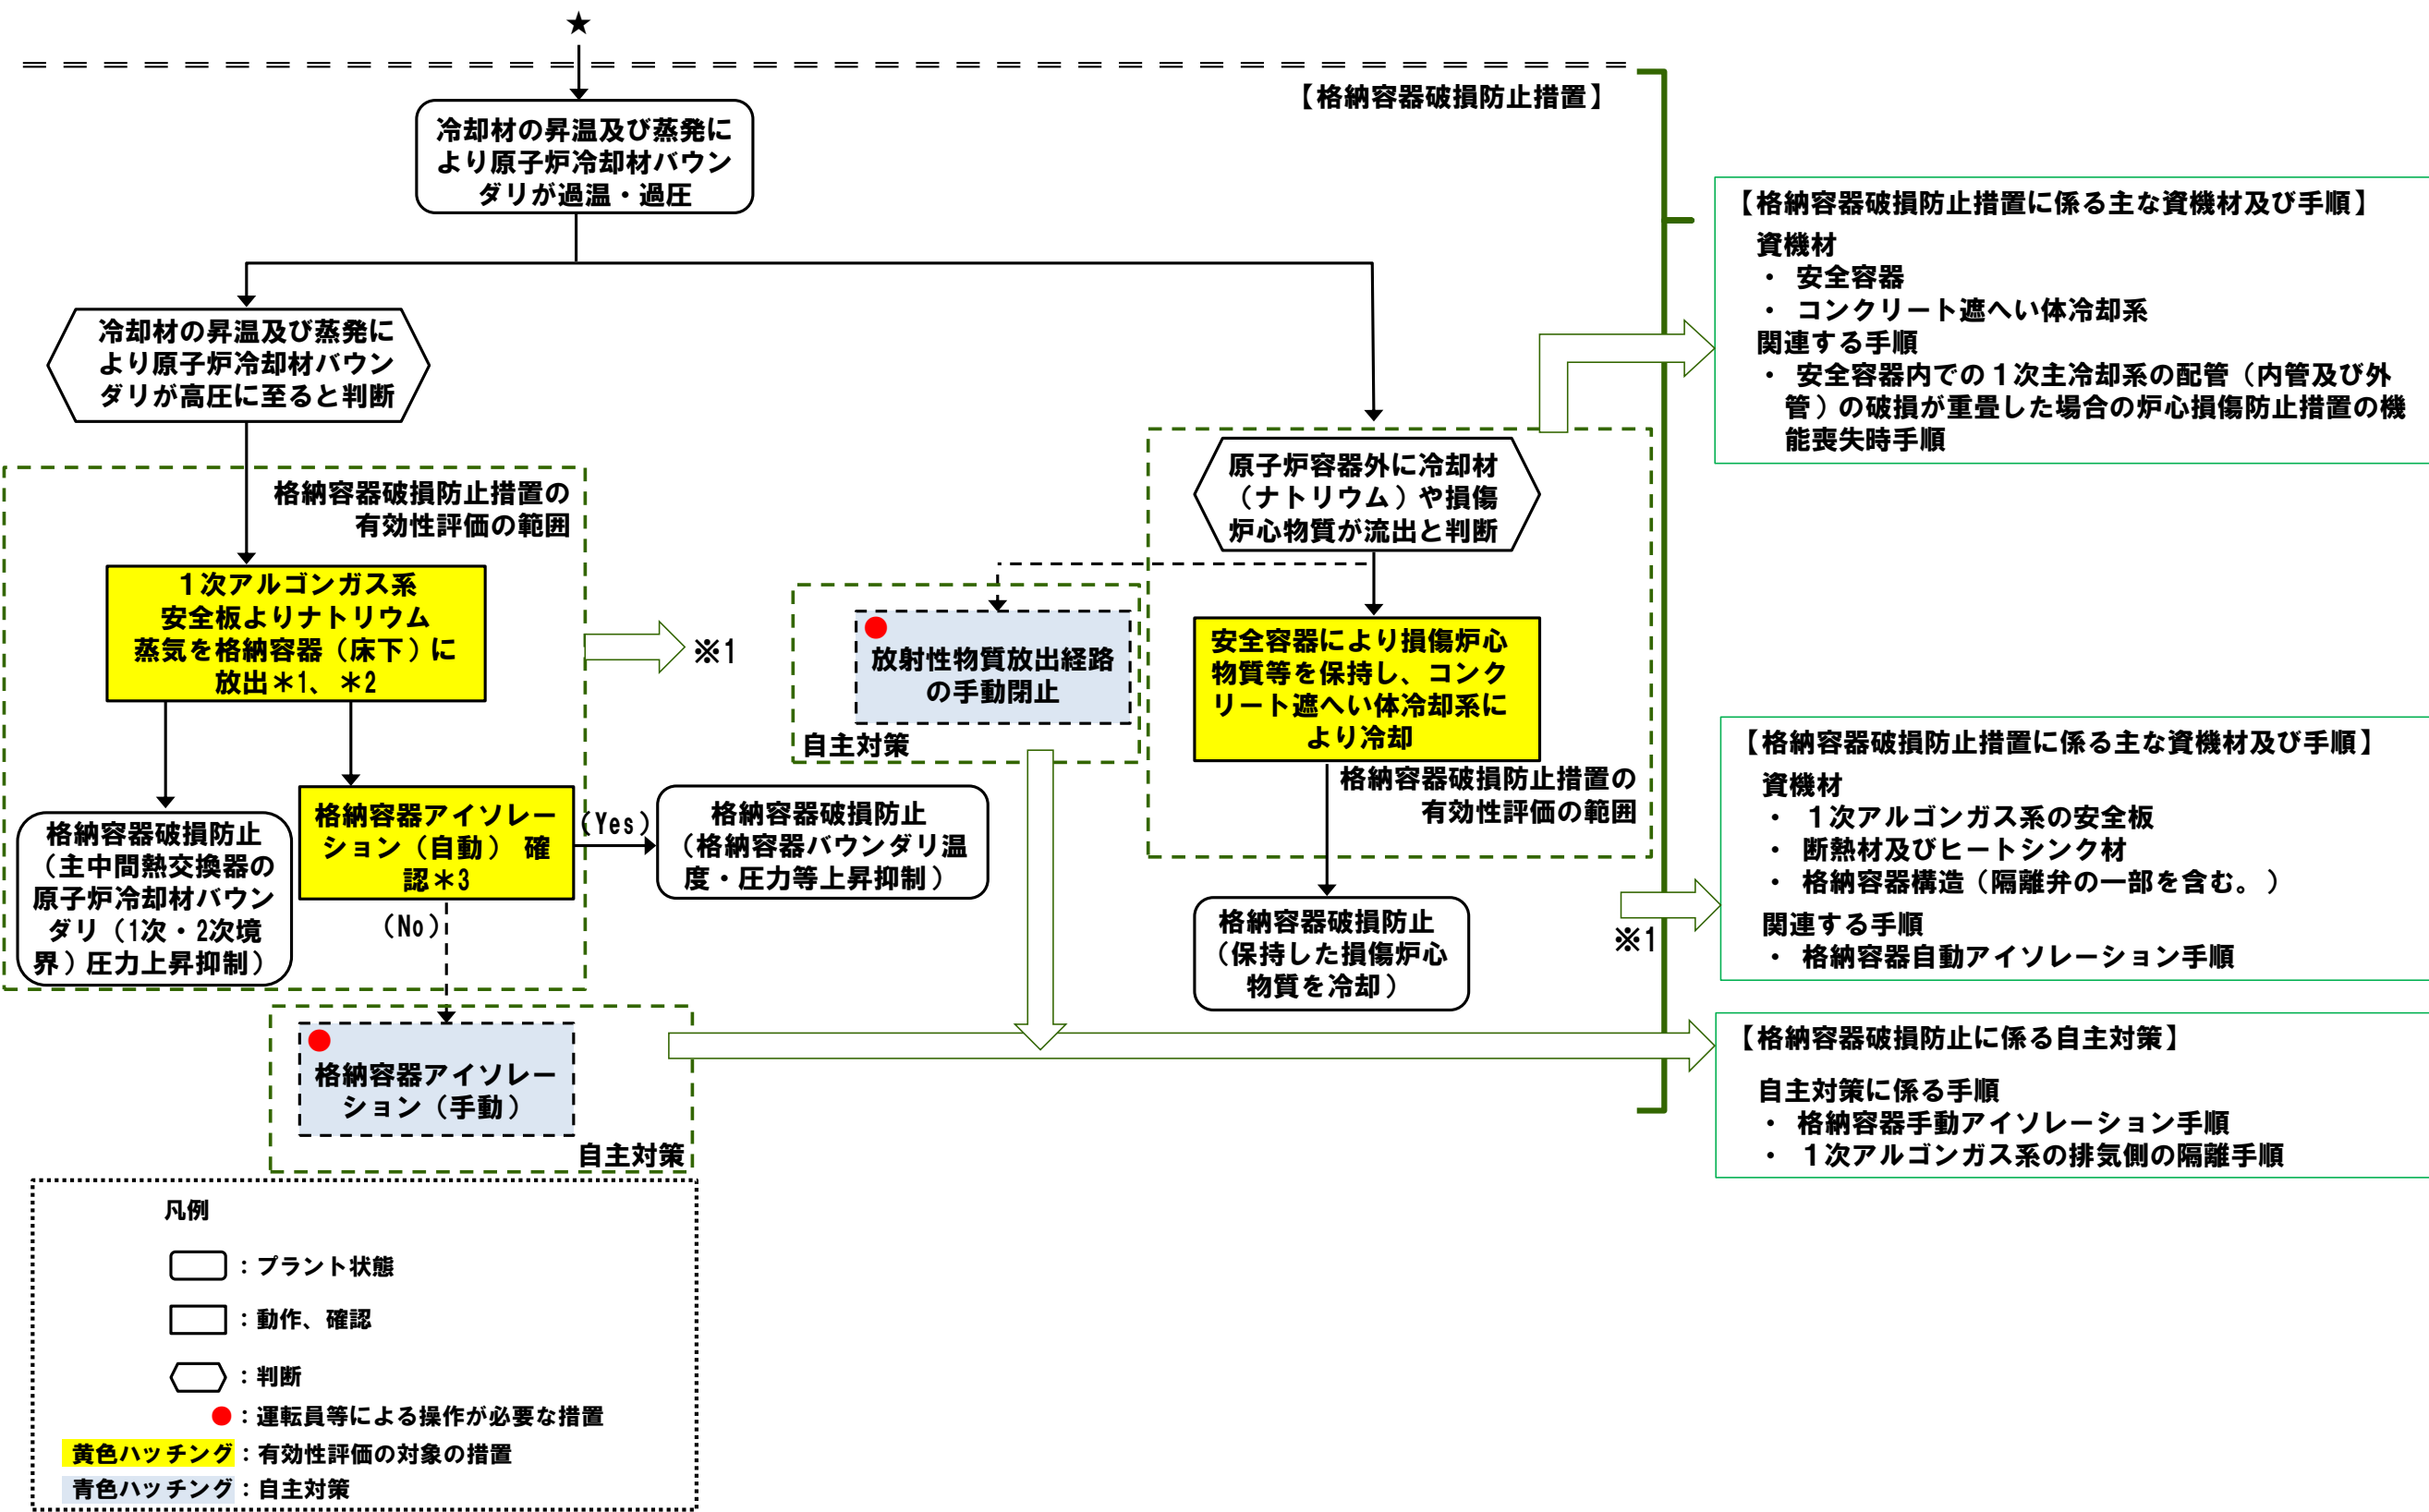 ★
【格納容器破損防止措置】
冷却材の昇温及び蒸発に
より原子炉冷却材バウン
ダリが過温・過圧
冷却材の昇温及び蒸発に
より原子炉冷却材バウン
ダリが高圧に至ると判断
格納容器破損防止措置の
有効性評価の範囲
1次アルゴンガス系
安全板よりナトリウム
蒸気を格納容器（床下）に
放出＊1、＊2
※1
格納容器破損防止
（主中間熱交換器の
原子炉冷却材バウン
ダリ（1次・2次境
界）圧力上昇抑制）
格納容器アイソレー
ション（自動） 確
認＊3
（Yes）
（No）
格納容器破損防止
（格納容器バウンダリ温
度・圧力等上昇抑制）
格納容器アイソレー
ション（手動）
自主対策
放射性物質放出経路
の手動閉止
自主対策
原子炉容器外に冷却材
（ナトリウム）や損傷
炉心物質が流出と判断
安全容器により損傷炉心
物質等を保持し、コンク
リート遮へい体冷却系に
より冷却
格納容器破損防止措置の
有効性評価の範囲
格納容器破損防止
（保持した損傷炉心
物質を冷却）
※1
【格納容器破損防止措置に係る主な資機材及び手順】
資機材
・ 安全容器
・ コンクリート遮へい体冷却系
関連する手順
・ 安全容器内での1次主冷却系の配管（内管及び外
管）の破損が重畳した場合の炉心損傷防止措置の機
能喪失時手順
【格納容器破損防止措置に係る主な資機材及び手順】
資機材
・ 1次アルゴンガス系の安全板
・ 断熱材及びヒートシンク材
・ 格納容器構造（隔離弁の一部を含む。）
関連する手順
・ 格納容器自動アイソレーション手順
【格納容器破損防止に係る自主対策】
自主対策に係る手順
・ 格納容器手動アイソレーション手順
・ 1次アルゴンガス系の排気側の隔離手順
凡例
：プラント状態
：動作、確認
：判断
：運転員等による操作が必要な措置
黄色ハッチング：有効性評価の対象の措置
青色ハッチング：自主対策